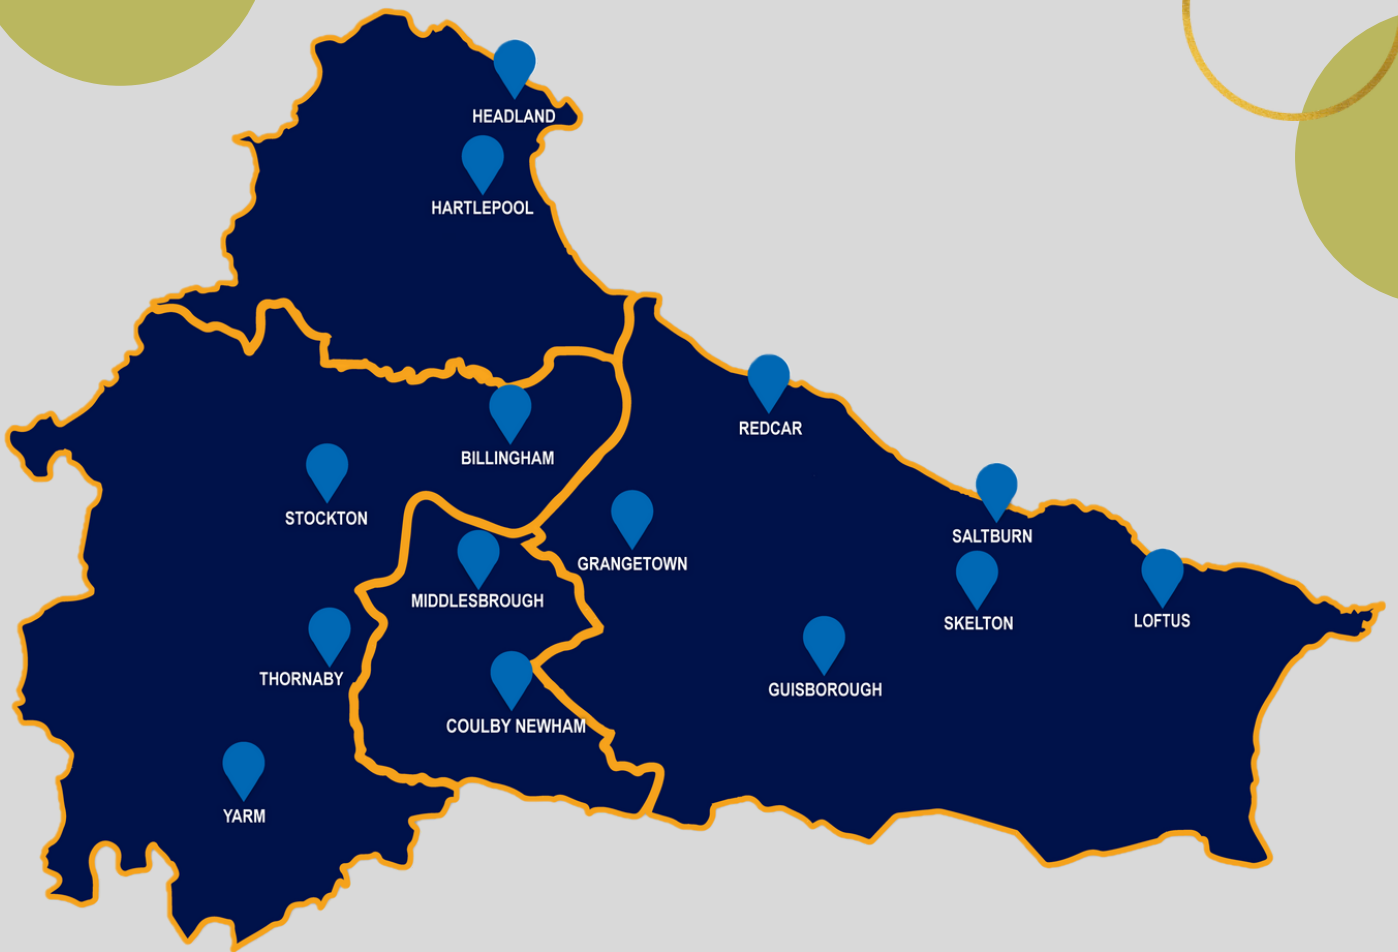 HEADLAND
HARTLEPOOL
REDCAR
BILLINGHAM
STOCKTON
SALTBURN
GRANGETOWN
MIDDLESBROUGH
SKELTON
LOFTUS
THORNABY
GUISBOROUGH
COULBY NEWHAM
YARM